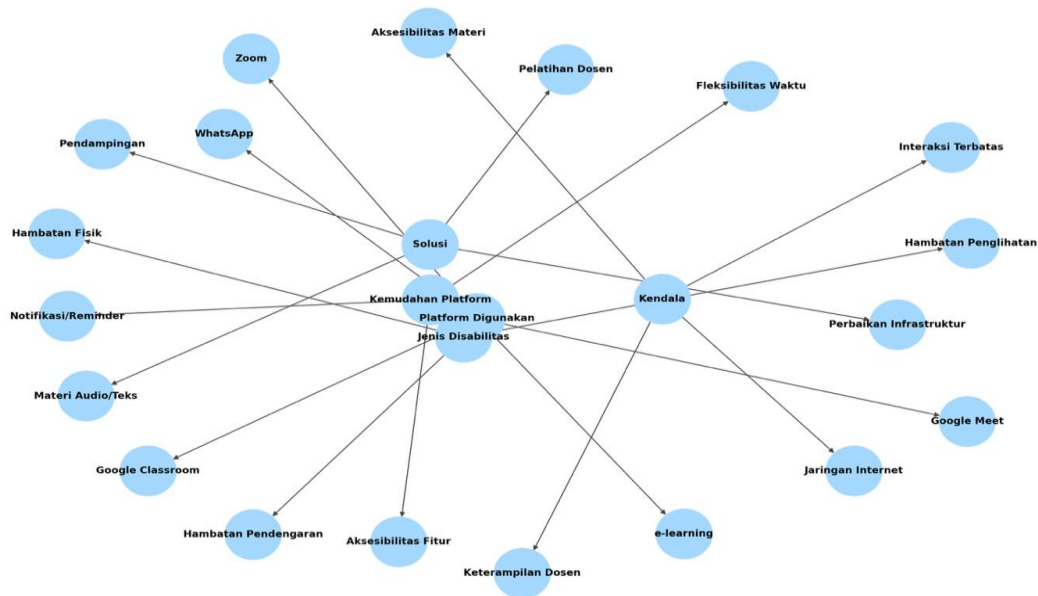 Aksesibilitas Materi
Zoom
Pelatihan Dosen
Fleksibilitas Waktu
WhatsApp
Pendampingan
Interaksi Terbatas
Hambatan Fisik
Solusi
Hambatan Penglihatan
Kemudahan Platform
Kendala
Notifikasi/Reminder
Platform Digunakan
Perbaikan Infrastruktur
Jenis Disabilitas
Materi Audio/Teks
Google Meet
Google Classroom
Jaringan Internet
Hambatan Pendengaran
Aksesibilitas Fitur
e-learning
Keterampilan Dosen